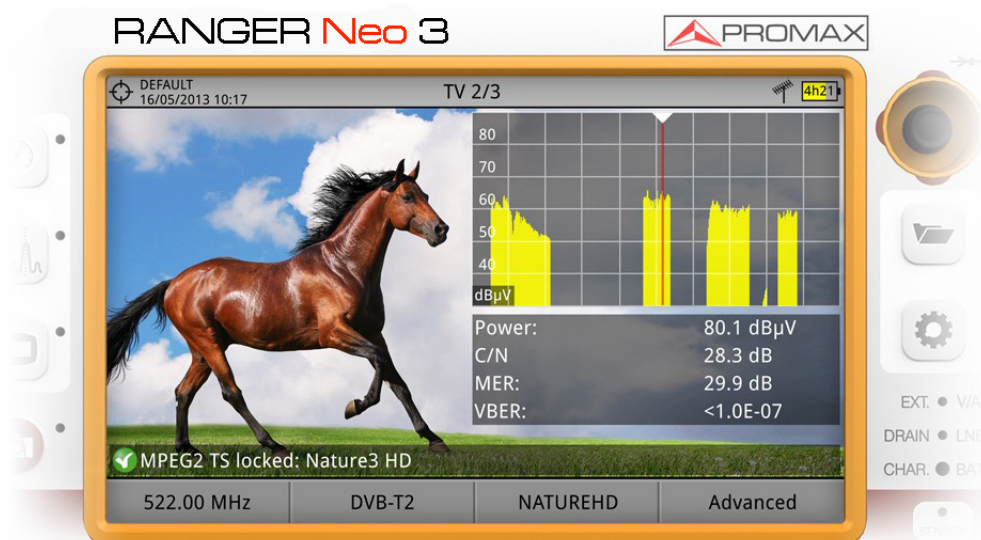 RANGER Neo 3
PROMAX
DEFAULT
16/05/2013 10:17
TV 2/3
4h21
80
70
60
50
40
dBµV
Power: 80.1 dBµV
C/N 28.3 dB
MER: 29.9 dB
VBER: <1.0E-07
MPEG2 TS locked: Nature3 HD
522.00 MHz
DVB-T2
NATUREHD
Advanced
EXT. V/A
DRAIN LNB
CHAR. BAT